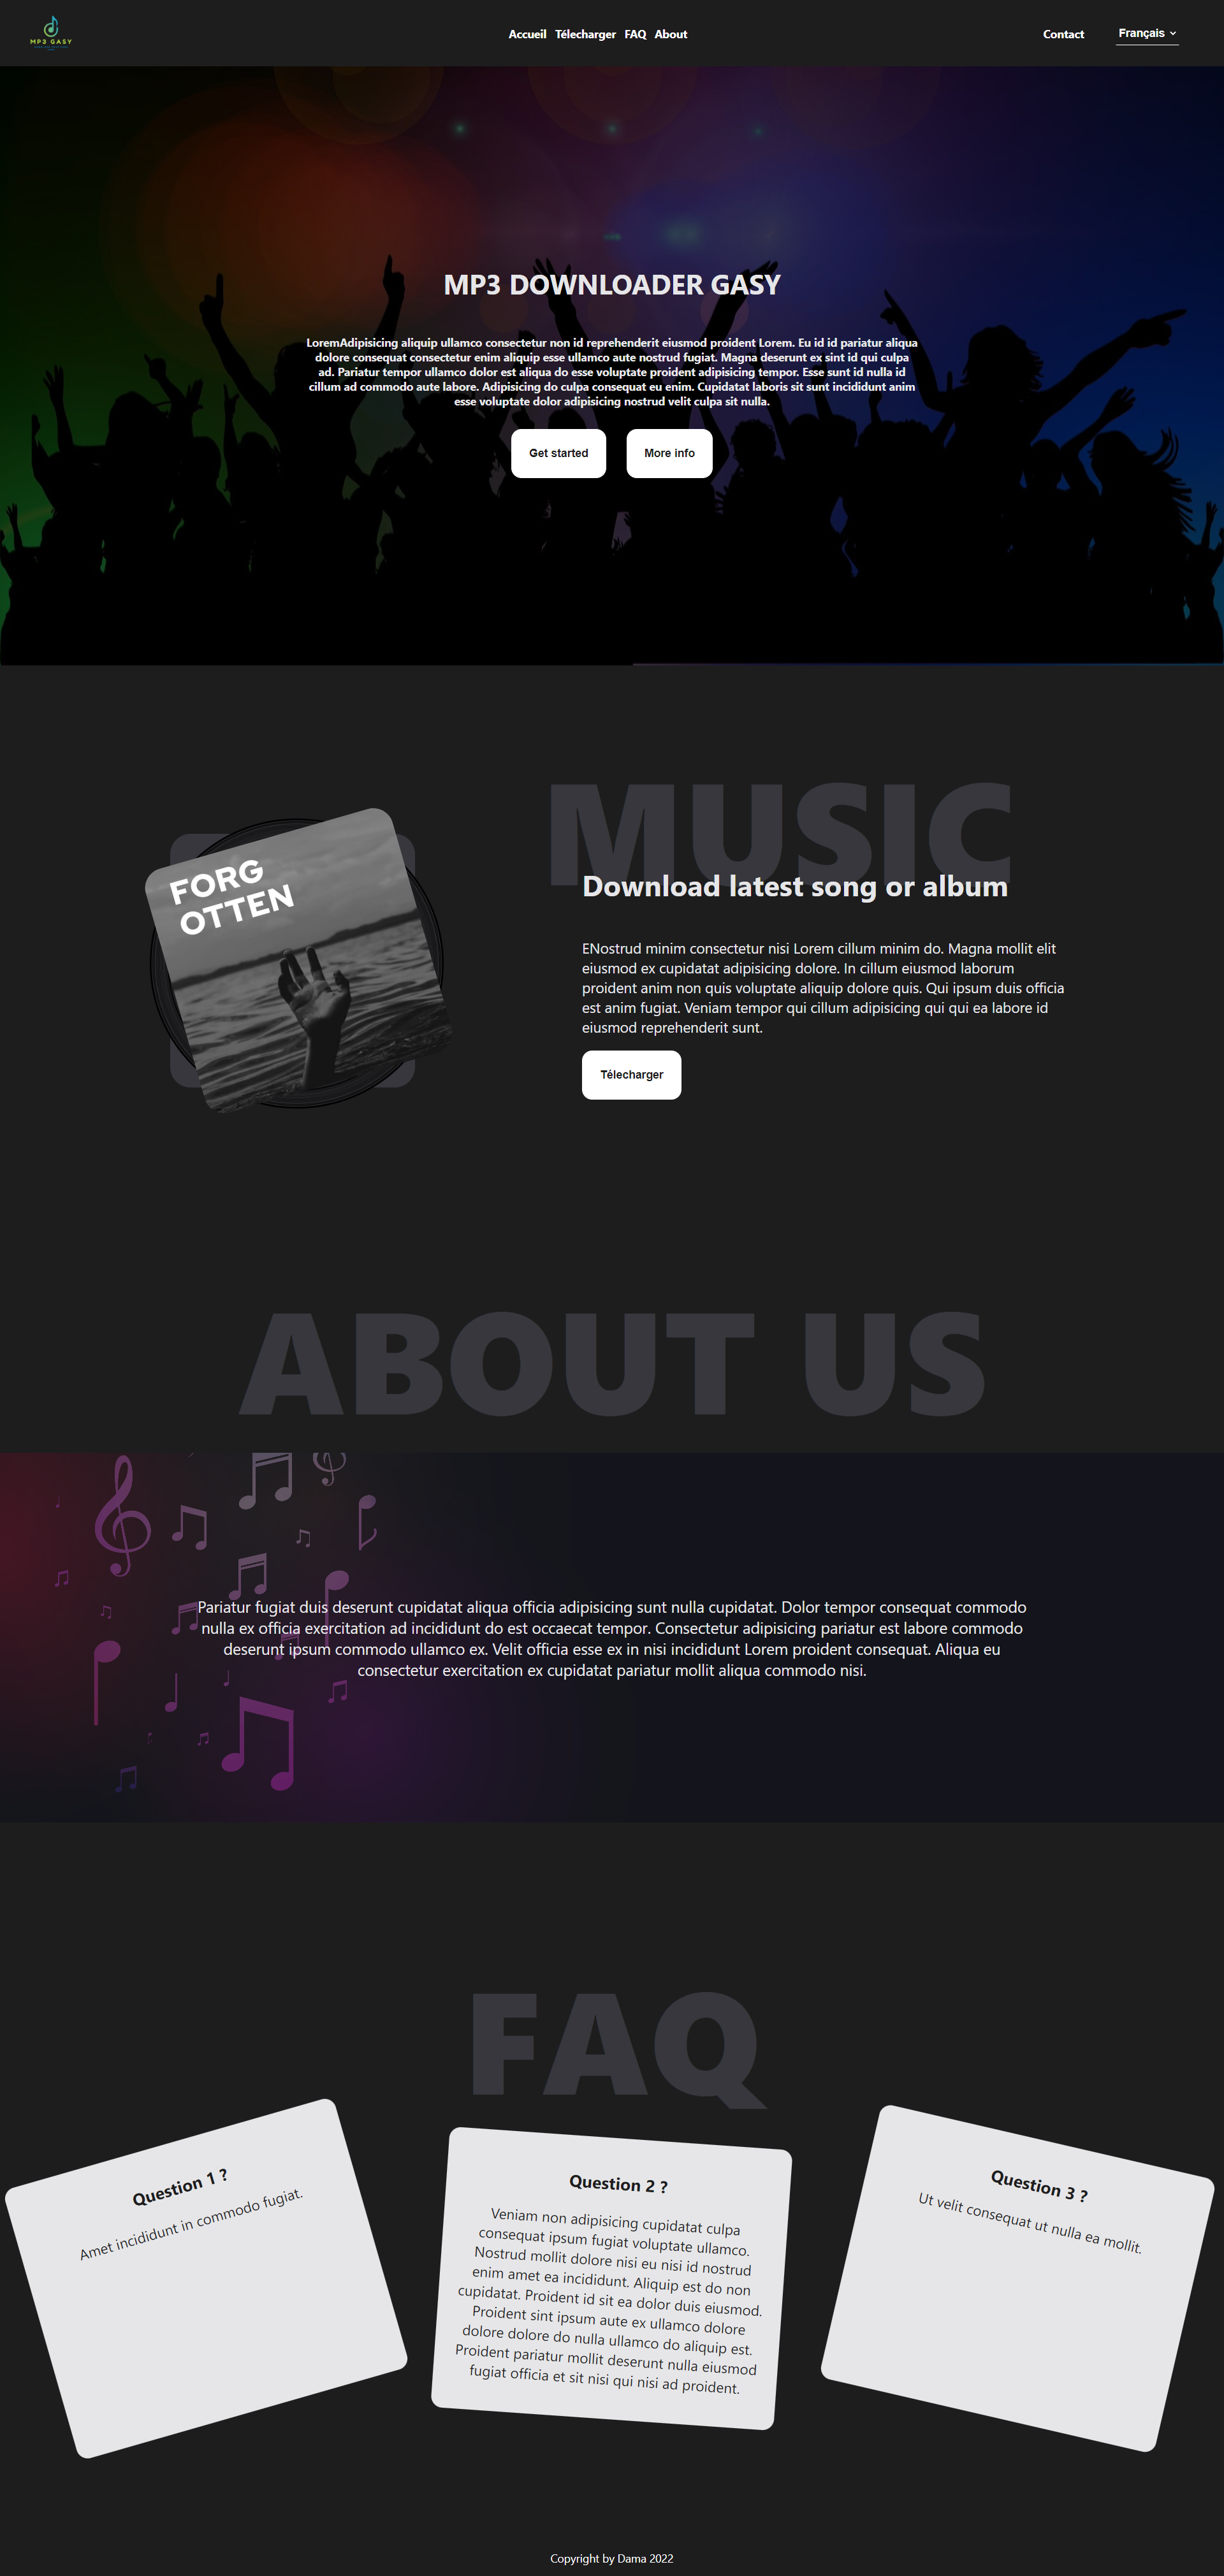 MP3 GASY
Accueil Télecharger FAQ About
Contact
Français
MP3 DOWNLOADER GASY
LoremAdipisicing aliquip ullamco consectetur non id reprehenderit eiusmod proident Lorem. Eu id id pariatur aliqua
dolore consequat consectetur enim aliquip esse ullamco aute nostrud fugiat. Magna deserunt ex sint id qui culpa
ad. Pariatur tempor ullamco dolor est aliqua do esse voluptate proident adipisicing tempor. Esse sunt id nulla id
cillum ad commodo aute labore. Adipisicing do culpa consequat eu enim. Cupidatat laboris sit sunt incididunt anim
esse voluptate dolor adipisicing nostrud velit culpa sit nulla.
Get started
More info
FORG
OTTEN
MUSIC
Download latest song or album
ENostrud minim consectetur nisi Lorem cillum minim do. Magna mollit elit
eiusmod ex cupidatat adipisicing dolore. In cillum eiusmod laborum
proident anim non quis voluptate aliquip dolore quis. Qui ipsum duis officia
est anim fugiat. Veniam tempor qui cillum adipisicing qui qui ea labore id
eiusmod reprehenderit sunt.
Télecharger
ABOUT US
Pariatur fugiat duis deserunt cupidatat aliqua officia adipisicing sunt nulla cupidatat. Dolor tempor consequat commodo
nulla ex officia exercitation ad incididunt do est occaecat tempor. Consectetur adipisicing pariatur est labore commodo
deserunt ipsum commodo ullamco ex. Velit officia esse ex in nisi incididunt Lorem proident consequat. Aliqua eu
consectetur exercitation ex cupidatat pariatur mollit aliqua commodo nisi.
FAQ
Question 1 ?
Amet incididunt in commodo fugiat.
Question 2 ?
Veniam non adipisicing cupidatat culpa
consequat ipsum fugiat voluptate ullamco.
Nostrud mollit dolore nisi eu nisi id nostrud
enim amet ea incididunt. Aliquip est do non
cupidatat. Proident id sit ea dolor duis eiusmod.
Proident sint ipsum aute ex ullamco dolore
dolore dolore do nulla ullamco do aliquip est.
Proident pariatur mollit deserunt nulla eiusmod
fugiat officia et sit nisi qui nisi ad proident.
Question 3 ?
Ut velit consequat ut nulla ea mollit.
Copyright by Dama 2022